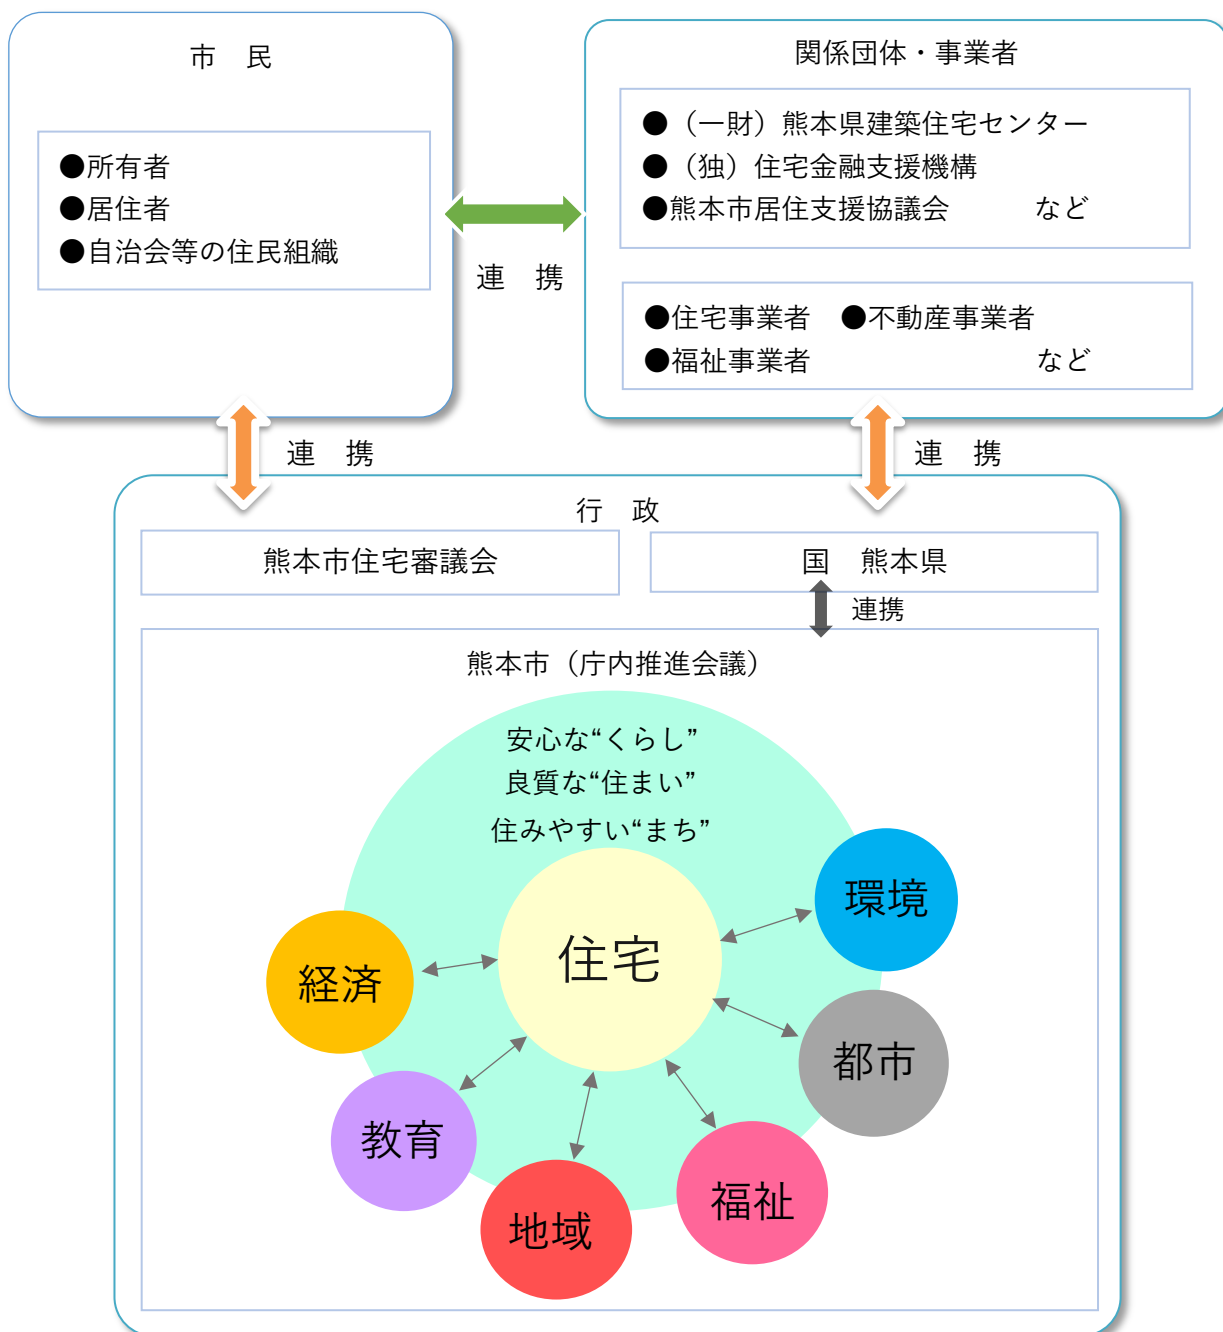 市　民
●所有者
●居住者
●自治会等の住民組織
連　携
関係団体・事業者
●（一財）熊本県建築住宅センター
●（独）住宅金融支援機構
●熊本市居住支援協議会　　　など
●住宅事業者　●不動産事業者
●福祉事業者　　　　　　　　など
連　携
連　携
行　政
熊本市住宅審議会
国　熊本県
連携
熊本市（庁内推進会議）
安心な“くらし”
良質な“住まい”
住みやすい“まち”
住宅
環境
経済
都市
教育
福祉
地域